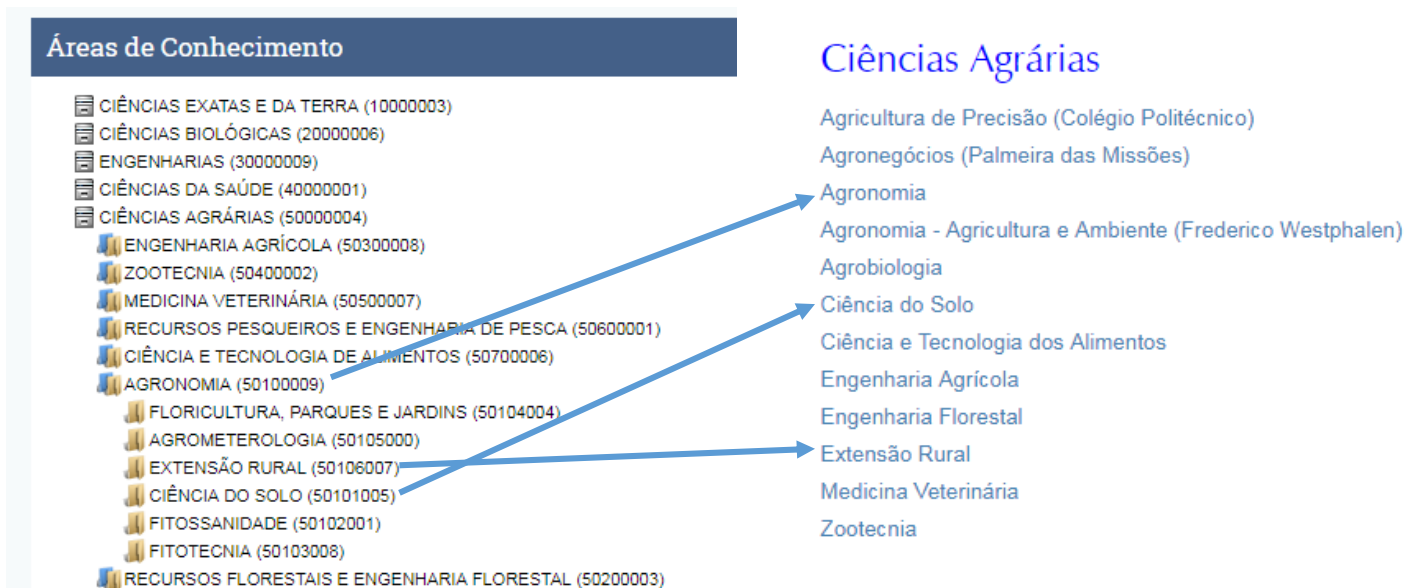 Áreas de Conhecimento
CIÊNCIAS EXATAS E DA TERRA (10000003)
CIÊNCIAS BIOLÓGICAS (20000006)
ENGENHARIAS (30000009)
CIÊNCIAS DA SAÚDE (40000001)
CIÊNCIAS AGRÁRIAS (50000004)
ENGENHARIA AGRÍCOLA (50300008)
ZOOTECNIA (50400002)
MEDICINA VETERINÁRIA (50500007)
RECURSOS PESQUEIROS E ENGENHARIA DE PESCA (50600001)
CIÊNCIA E TECNOLOGIA DE ALIMENTOS (50700006)
AGRONOMIA (50100009)
FLORICULTURA, PARQUES E JARDINS (50104004)
AGROMETEROLOGIA (50105000)
EXTENSÃO RURAL (50106007)
CIÊNCIA DO SOLO (50101005)
FITOSSANIDADE (50102001)
FITOTECNIA (50103008)
RECURSOS FLORESTAIS E ENGENHARIA FLORESTAL (50200003)
Ciências Agrárias
Agricultura de Precisão (Colégio Politécnico)
Agronegócios (Palmeira das Missões)
Agronomia
Agronomia - Agricultura e Ambiente (Frederico Westphalen)
Agrobiologia
Ciência do Solo
Ciência e Tecnologia dos Alimentos
Engenharia Agrícola
Engenharia Florestal
Extensão Rural
Medicina Veterinária
Zootecnia